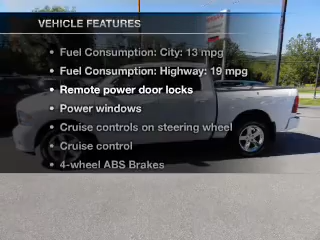 VEHICLE FEATURES
Fuel Consumption: City: 13 mpg
Fuel Consumption: Highway: 19 mpg
Remote power door locks
Power windows
Cruise controls on steering wheel
Cruise control
4-wheel ABS Brakes